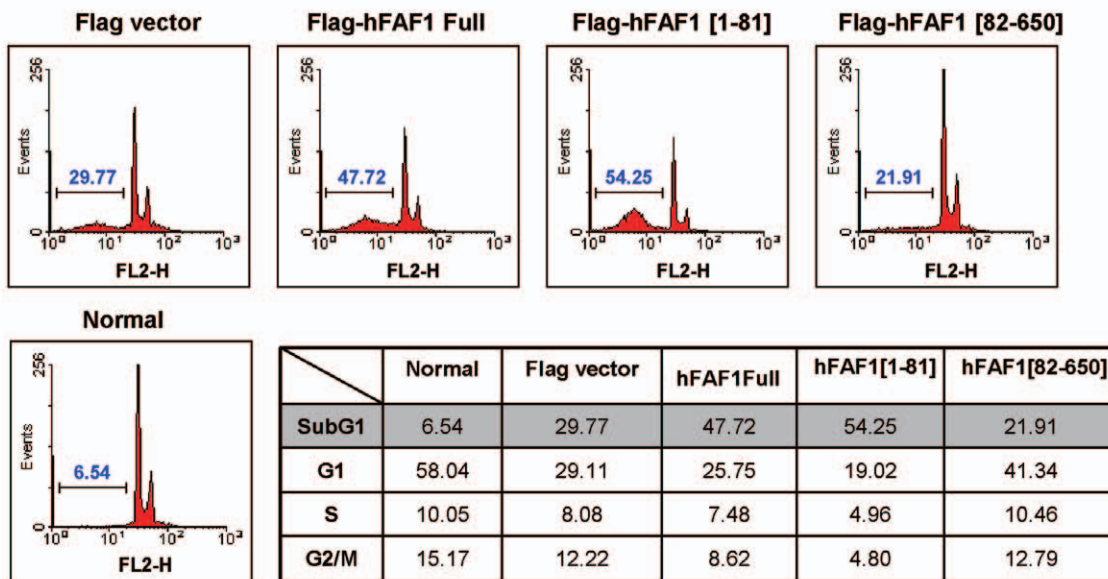 Flag vector
Flag-hFAF1 Full
Flag-hFAF1 [1-81]
Flag-hFAF1 [82-650]
256
Events
0
29.77
10⁰ 10¹ 10² 10³
FL2-H
256
Events
0
47.72
10⁰ 10¹ 10² 10³
FL2-H
256
Events
0
54.25
10⁰ 10¹ 10² 10³
FL2-H
256
Events
0
21.91
10⁰ 10¹ 10² 10³
FL2-H
Normal
256
Events
0
6.54
10⁰ 10¹ 10² 10³
FL2-H
Normal Flag vector hFAF1Full hFAF1[1-81] hFAF1[82-650]
SubG1 6.54 29.77 47.72 54.25 21.91
G1 58.04 29.11 25.75 19.02 41.34
S 10.05 8.08 7.48 4.96 10.46
G2/M 15.17 12.22 8.62 4.80 12.79